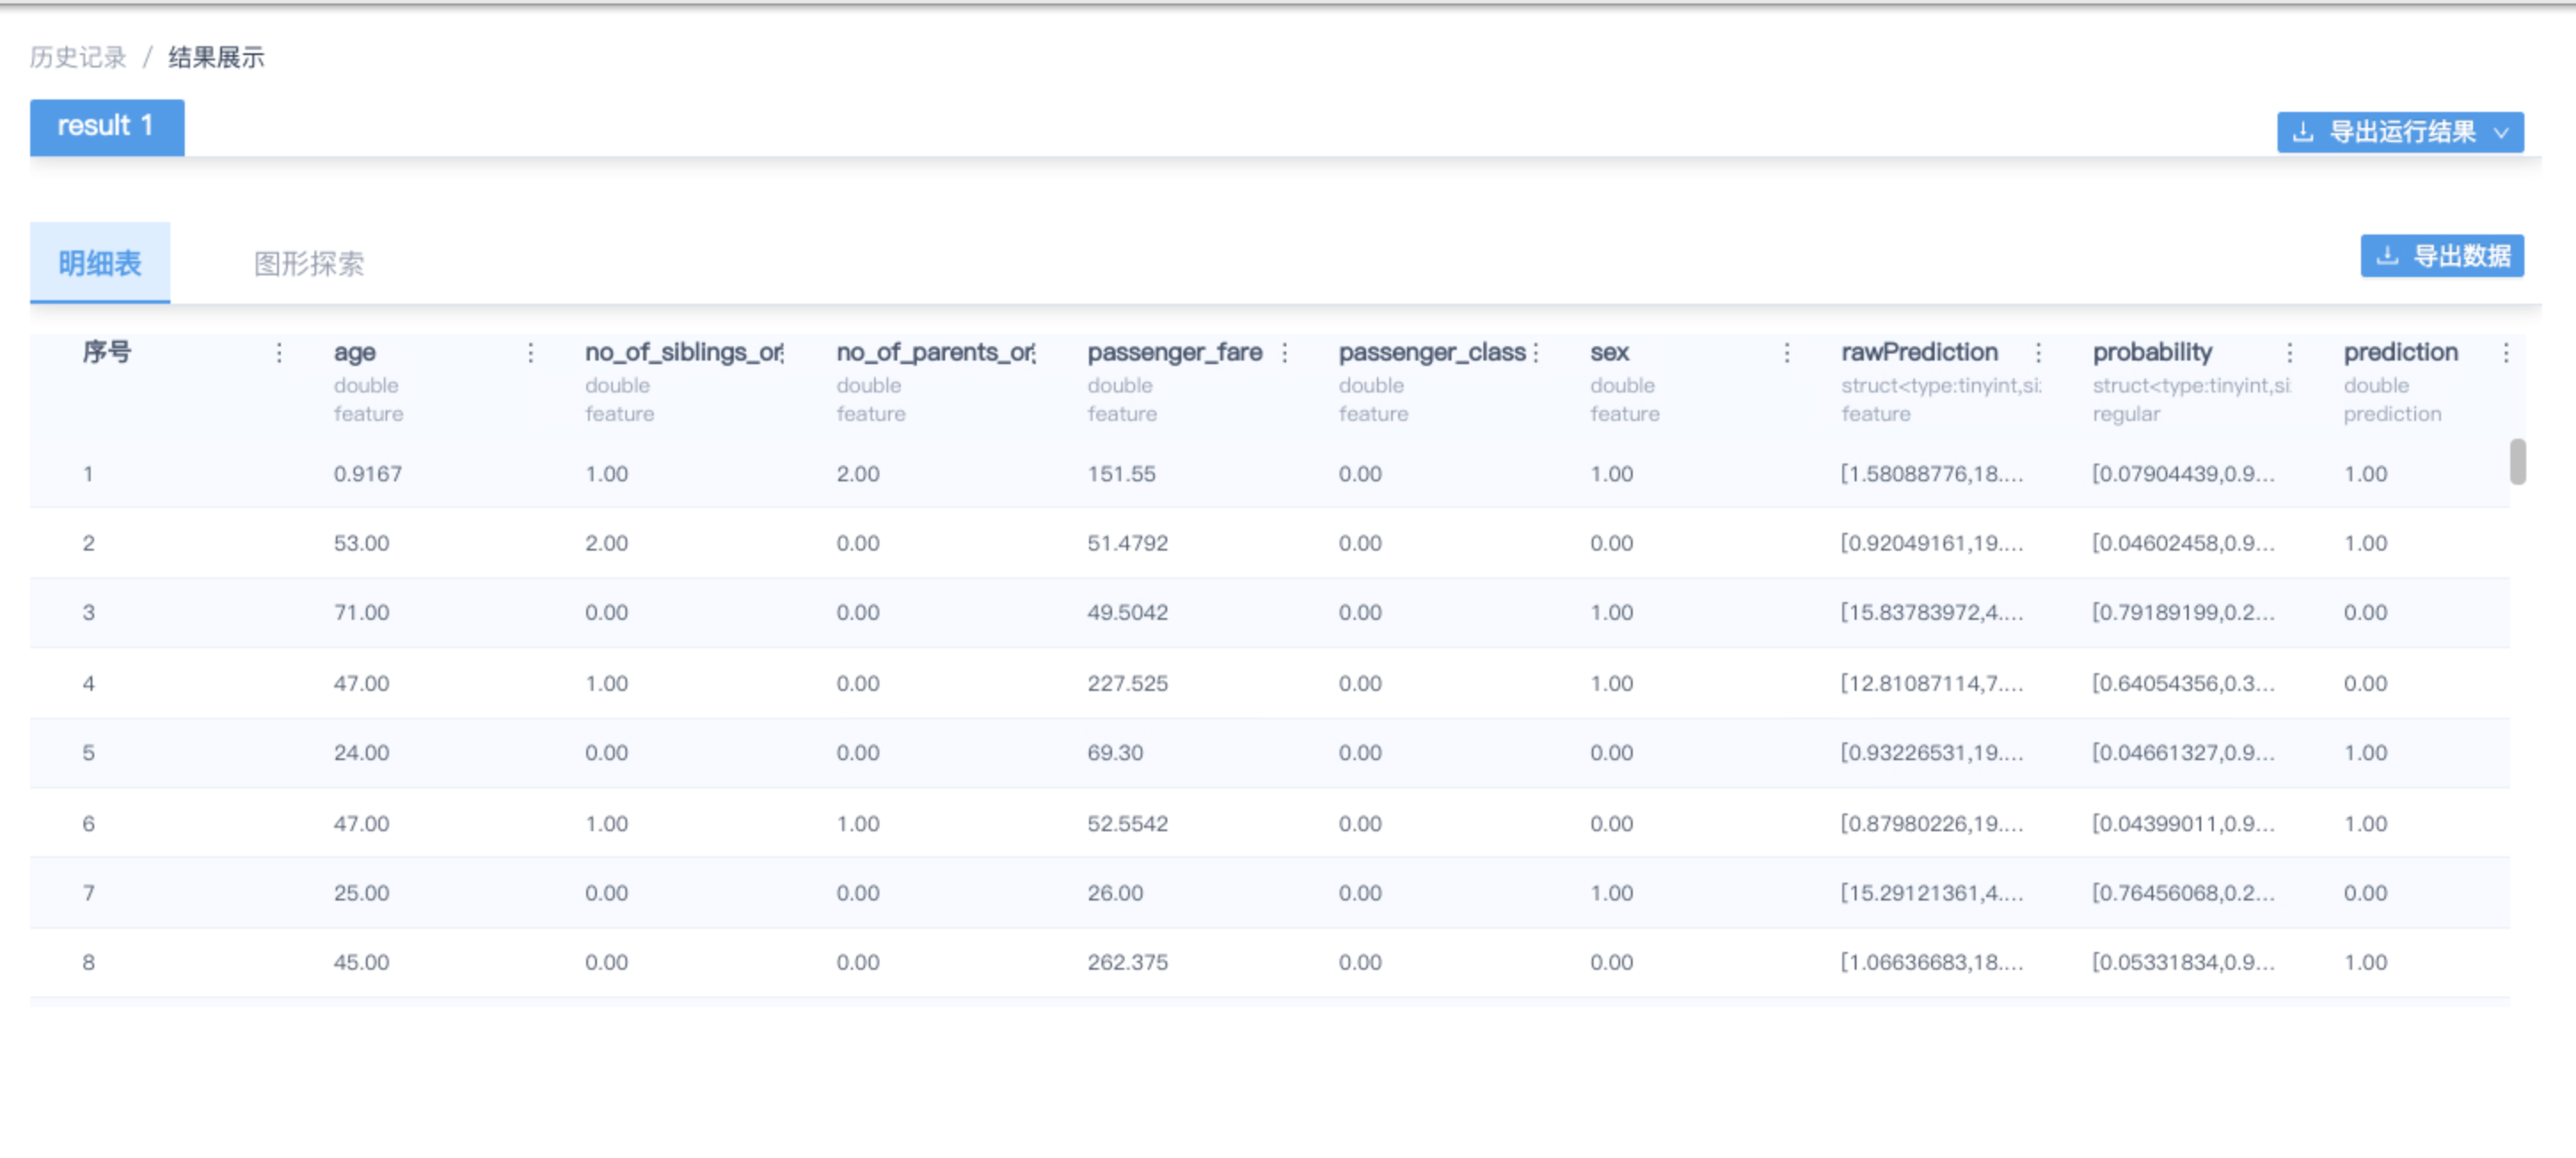 历史记录 / 结果展示
result 1
导出运行结果
明细表 图形探索
导出数据
序号 age no_of_siblings_or no_of_parents_or passenger_fare passenger_class sex rawPrediction probability prediction
double double double double double double struct<type:tinyint,si: struct<type:tinyint,si double
feature feature feature feature feature feature feature regular prediction
1 0.9167 1.00 2.00 151.55 0.00 1.00 [1.58088776,18.... [0.07904439,0.9... 1.00
2 53.00 2.00 0.00 51.4792 0.00 0.00 [0.92049161,19.... [0.04602458,0.9... 1.00
3 71.00 0.00 0.00 49.5042 0.00 1.00 [15.83783972,4.... [0.79189199,0.2... 0.00
4 47.00 1.00 0.00 227.525 0.00 1.00 [12.81087114,7.... [0.64054356,0.3... 0.00
5 24.00 0.00 0.00 69.30 0.00 0.00 [0.93226531,19.... [0.04661327,0.9... 1.00
6 47.00 1.00 1.00 52.5542 0.00 0.00 [0.87980226,19.... [0.04399011,0.9... 1.00
7 25.00 0.00 0.00 26.00 0.00 1.00 [15.29121361,4.... [0.76456068,0.2... 0.00
8 45.00 0.00 0.00 262.375 0.00 0.00 [1.06636683,18.... [0.05331834,0.9... 1.00